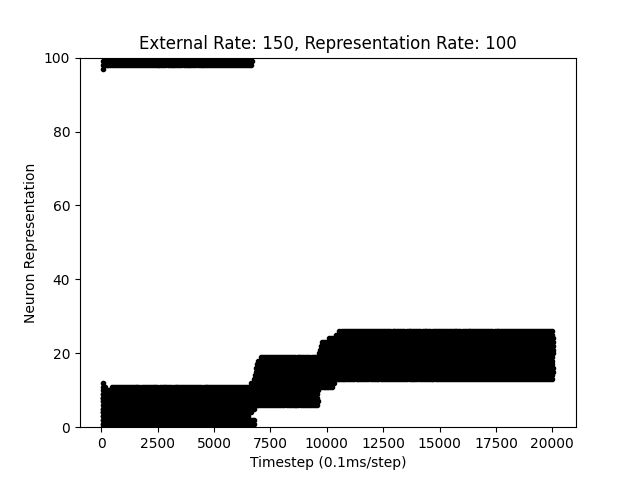 External Rate: 150, Representation Rate: 100
100
80
60
40
20
0
Neuron Representation
0 2500 5000 7500 10000 12500 15000 17500 20000
Timestep (0.1ms/step)